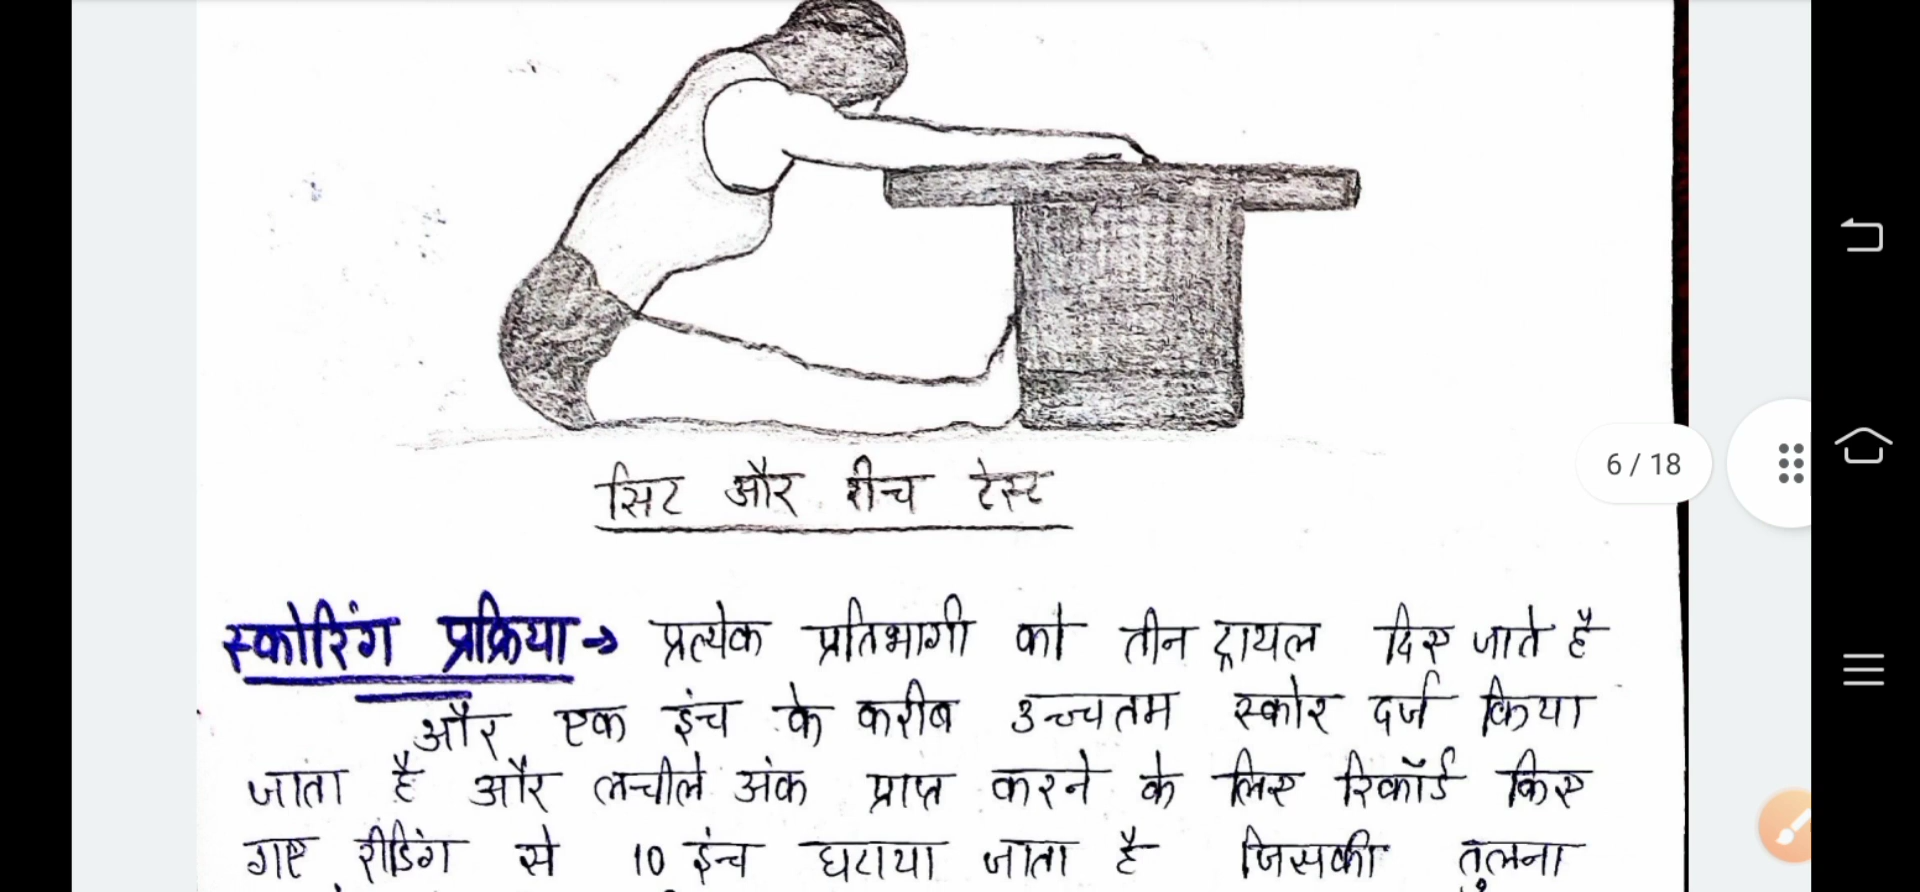 सिट और रीच टेस्ट
6 / 18
स्कोरिंग प्रक्रिया→ प्रत्येक प्रतिभागी को तीन ट्रायल दिए जाते है
और एक इंच के करीब उच्चतम स्कोर दर्ज किया
जाता है और लचीले अंक प्राप्त करने के लिए रिकॉर्ड किए
गए रीडिंग से 10 इंच घटाया जाता है जिसकी तुलना